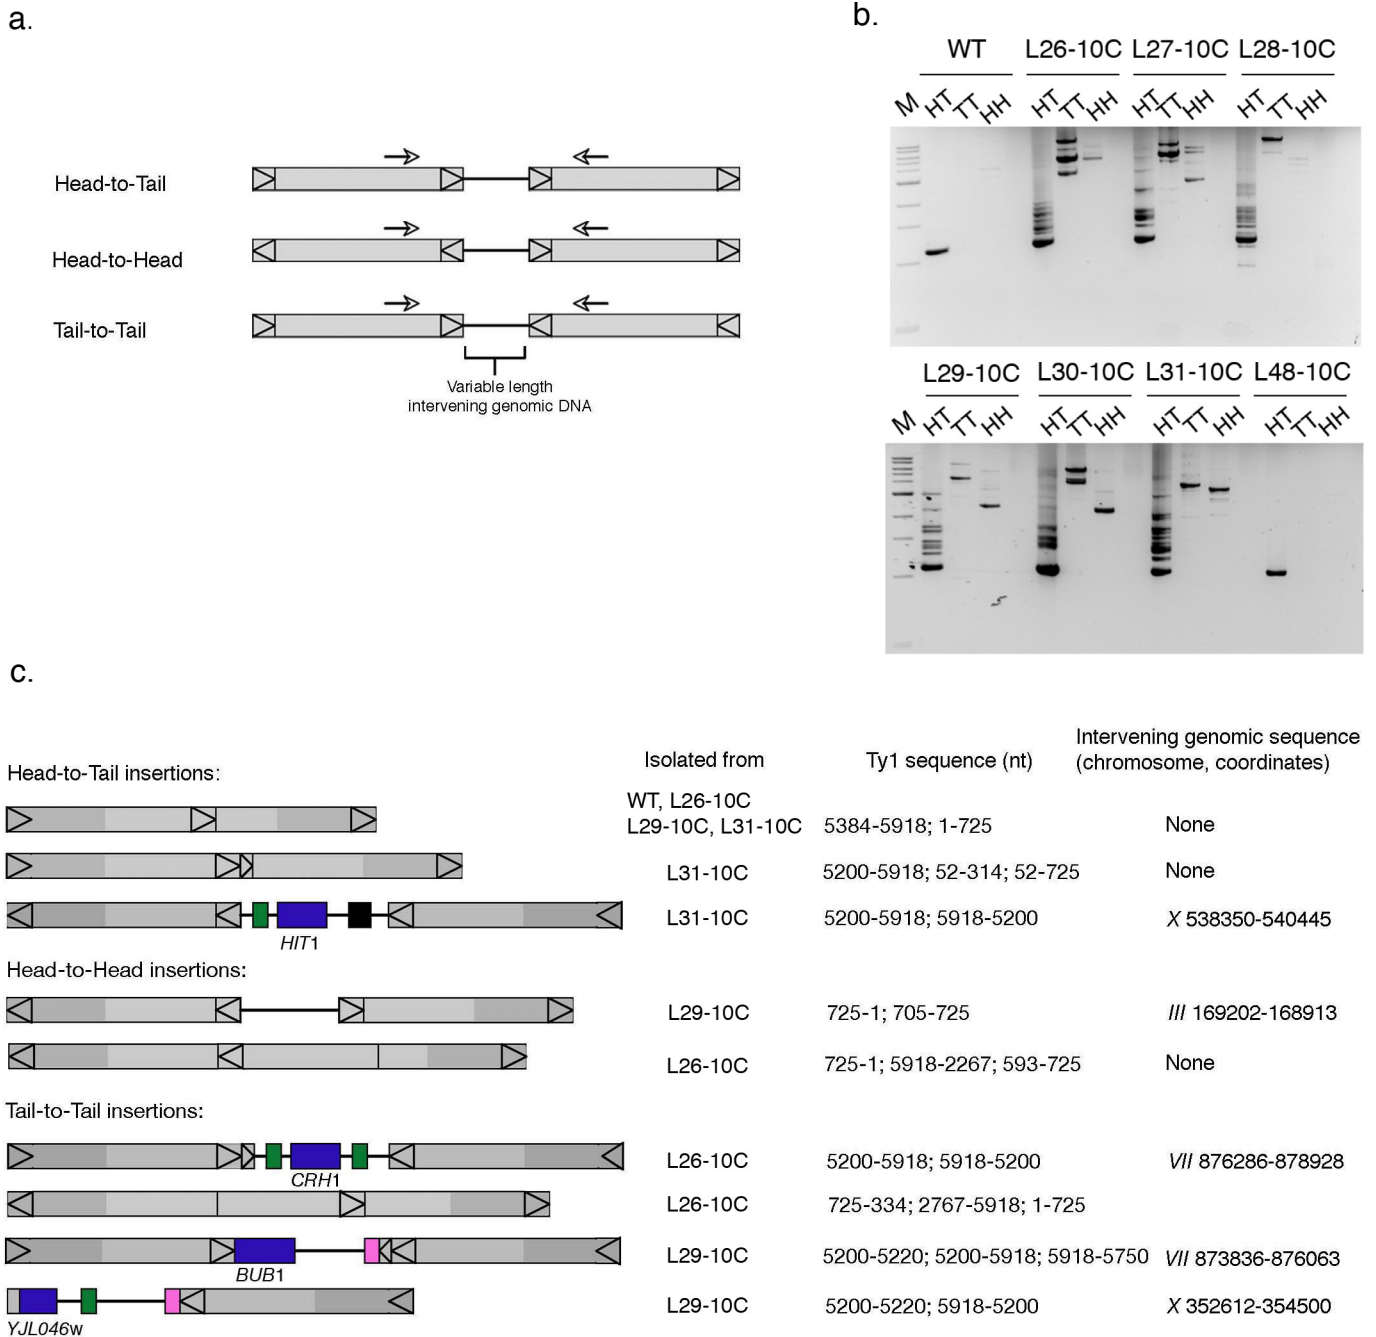 a.
Head-to-Tail
Head-to-Head
Tail-to-Tail
Variable length
intervening genomic DNA
b.
WT L26-10C L27-10C L28-10C
M HT TT HH HT TT HH HT TT HH HT TT HH
L29-10C L30-10C L31-10C L48-10C
M HT TT HH HT TT HH HT TT HH HT TT HH
c.
Isolated from
Ty1 sequence (nt)
Intervening genomic sequence
(chromosome, coordinates)
Head-to-Tail insertions:
WT, L26-10C
L29-10C, L31-10C 5384-5918; 1-725 None
L31-10C 5200-5918; 52-314; 52-725 None
L31-10C 5200-5918; 5918-5200 X 538350-540445
HIT1
Head-to-Head insertions:
L29-10C 725-1; 705-725 III 169202-168913
L26-10C 725-1; 5918-2267; 593-725 None
Tail-to-Tail insertions:
L26-10C 5200-5918; 5918-5200 VII 876286-878928
CRH1
L26-10C 725-334; 2767-5918; 1-725
L29-10C 5200-5220; 5200-5918; 5918-5750 VII 873836-876063
BUB1
L29-10C 5200-5220; 5918-5200 X 352612-354500
YJL046w